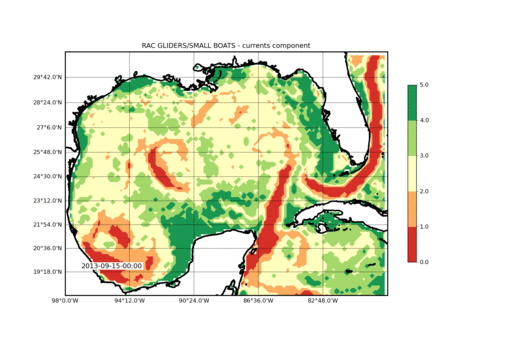 RAC GLIDERS/SMALL BOATS - currents component
29°42.0'N
28°24.0'N
27°6.0'N
25°48.0'N
24°30.0'N
23°12.0'N
21°54.0'N
20°36.0'N
19°18.0'N
2013-09-15-00:00
98°0.0'W 94°12.0'W 90°24.0'W 86°36.0'W 82°48.0'W
5.0
4.0
3.0
2.0
1.0
0.0